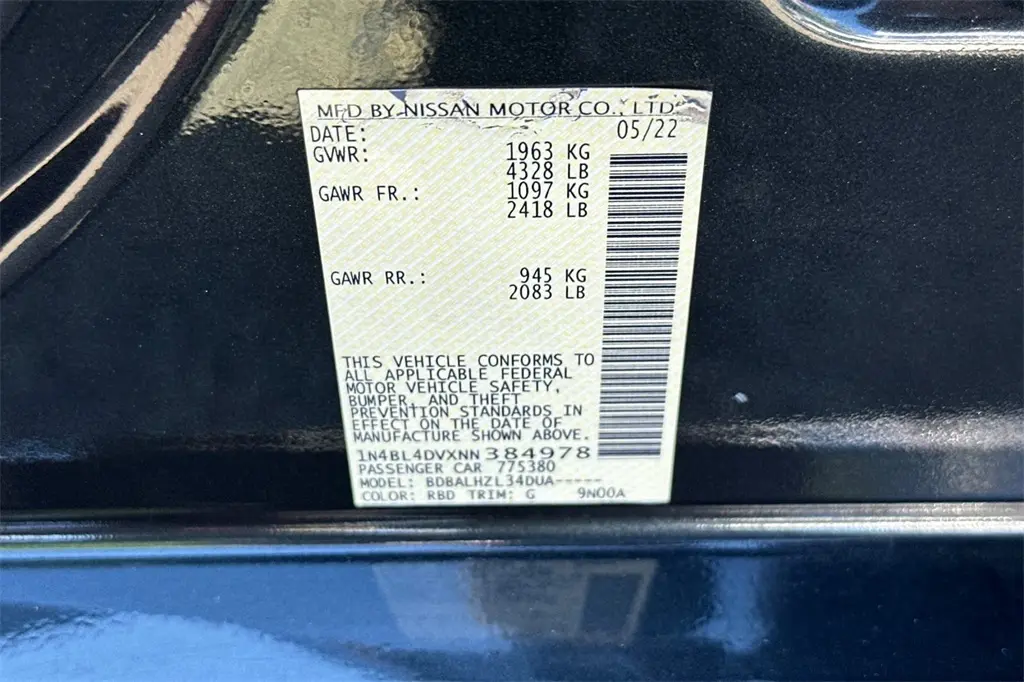 MFD BY NISSAN MOTOR CO., LTD.
DATE: 05/22
GVWR: 1963 KG
4328 LB
GAWR FR.: 1097 KG
2418 LB
GAWR RR.: 945 KG
2083 LB
THIS VEHICLE CONFORMS TO
ALL APPLICABLE FEDERAL
MOTOR VEHICLE SAFETY,
BUMPER, AND THEFT
PREVENTION STANDARDS IN
EFFECT ON THE DATE OF
MANUFACTURE SHOWN ABOVE.
1N4BL4DVXNN384978
PASSENGER CAR 775380
MODEL: BDBALHZL34DUA-----
COLOR: RBD TRIM: G 9N00A